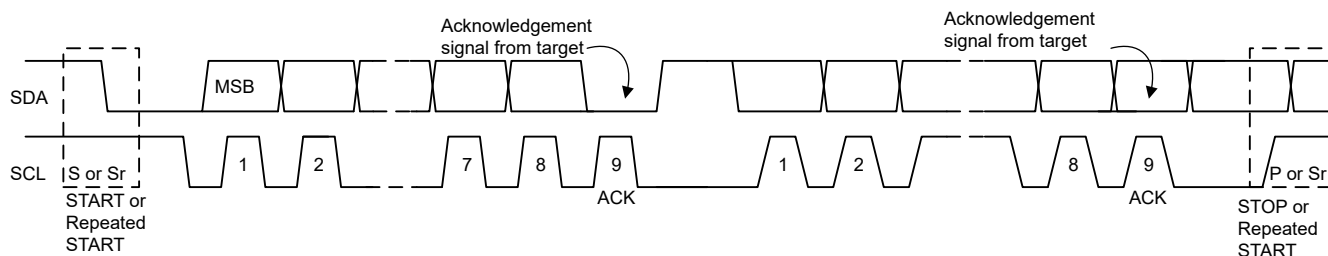 Acknowledgement
signal from target
Acknowledgement
signal from target
SDA
MSB
SCL
S or Sr
1
2
7
8
9
1
2
8
9
P or Sr
ACK
ACK
START or
Repeated
START
STOP or
Repeated
START